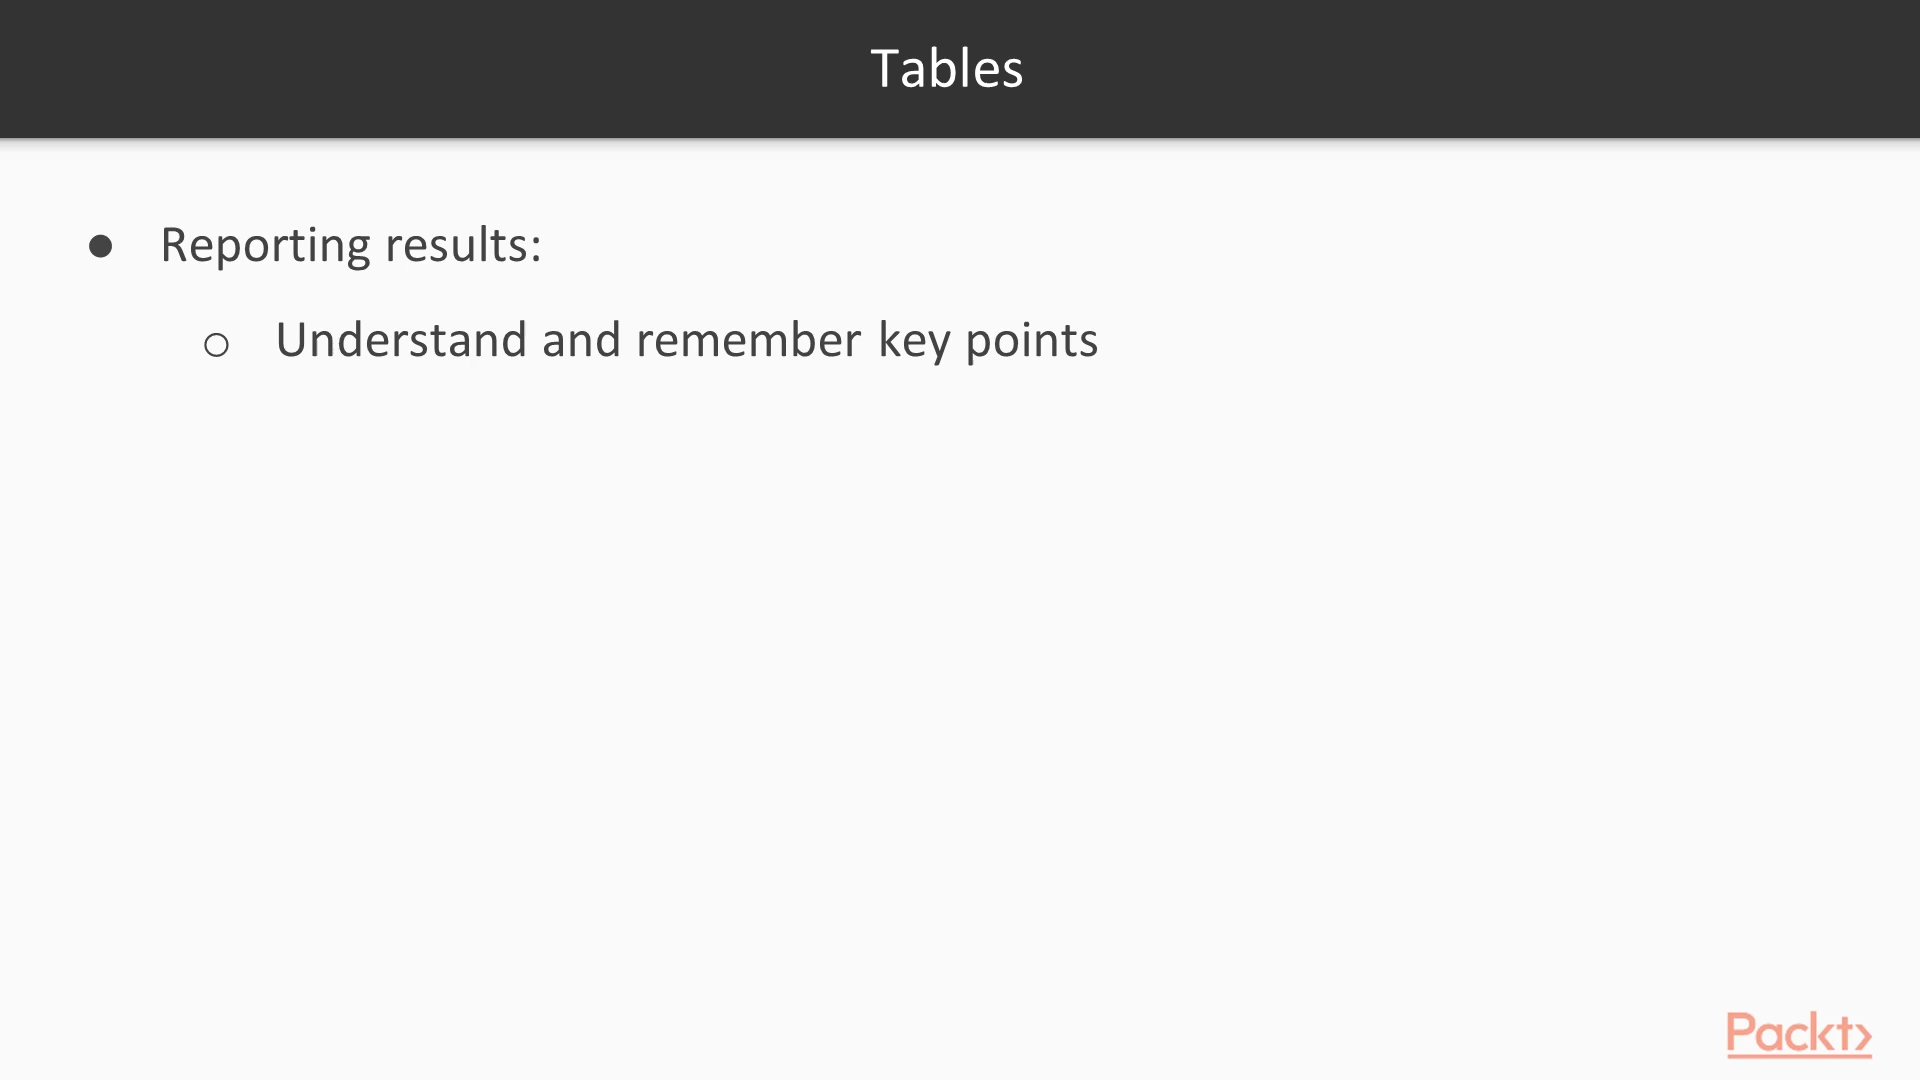 Tables
● Reporting results:
○ Understand and remember key points
Packt>